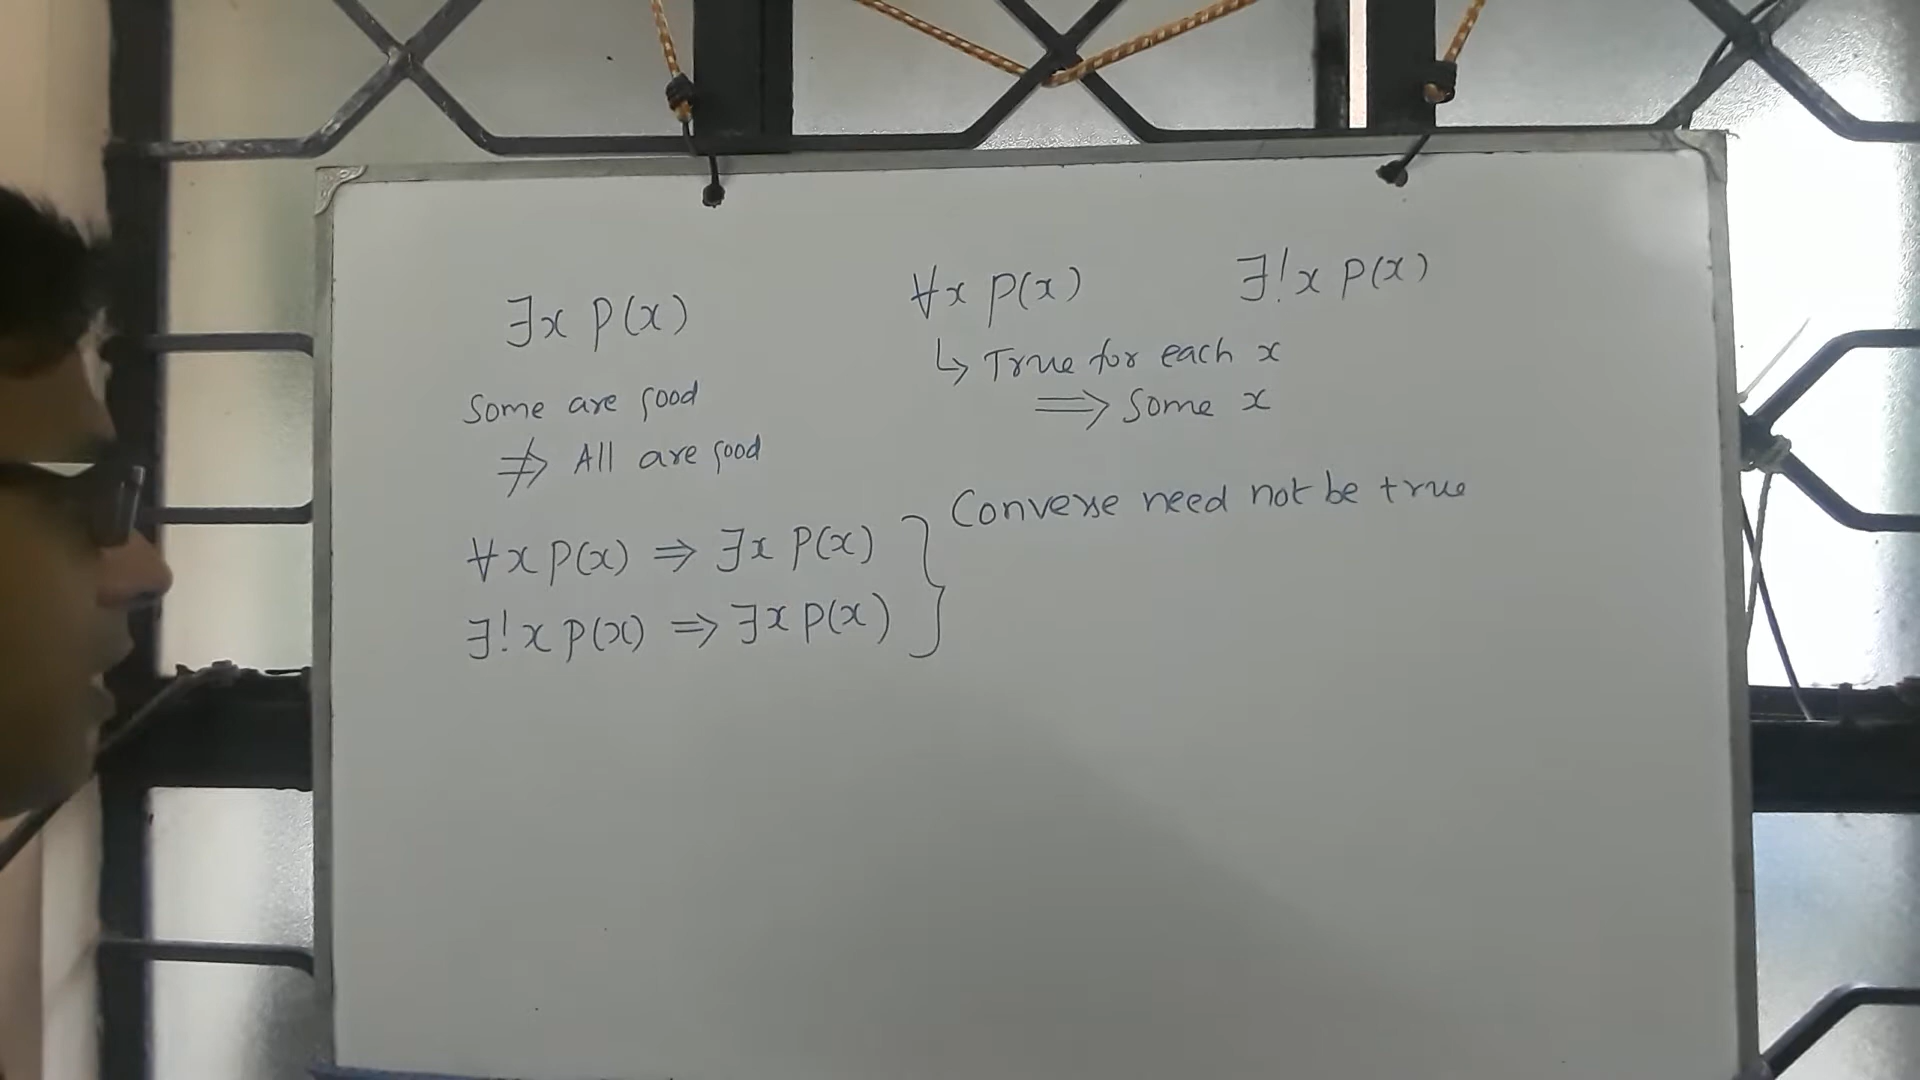 ∃x P(x)
∀x P(x)
∃!x P(x)
↳ True for each x
⟹ Some x
Some are good
⇏ All are good
∀x P(x) ⇒ ∃x P(x)
∃!x P(x) ⇒ ∃x P(x)
Converse need not be true